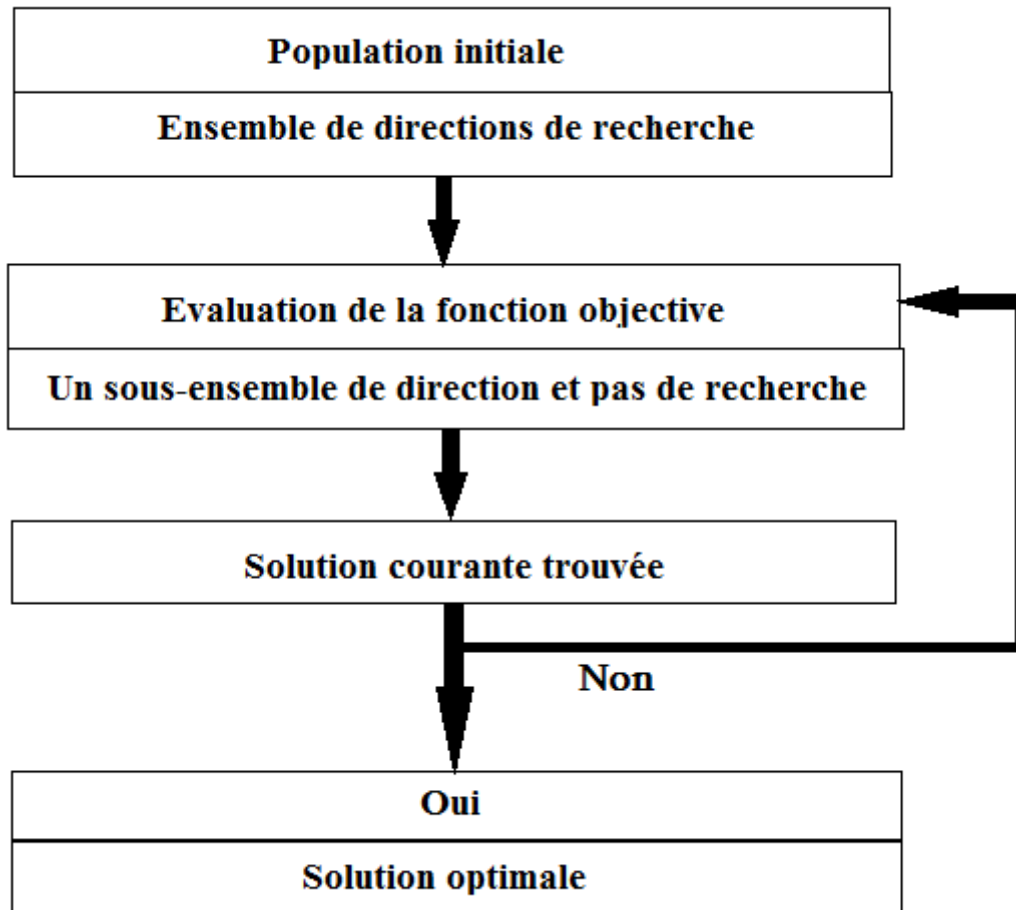 Population initiale
Ensemble de directions de recherche
Evaluation de la fonction objective
Un sous-ensemble de direction et pas de recherche
Solution courante trouvée
Non
Oui
Solution optimale